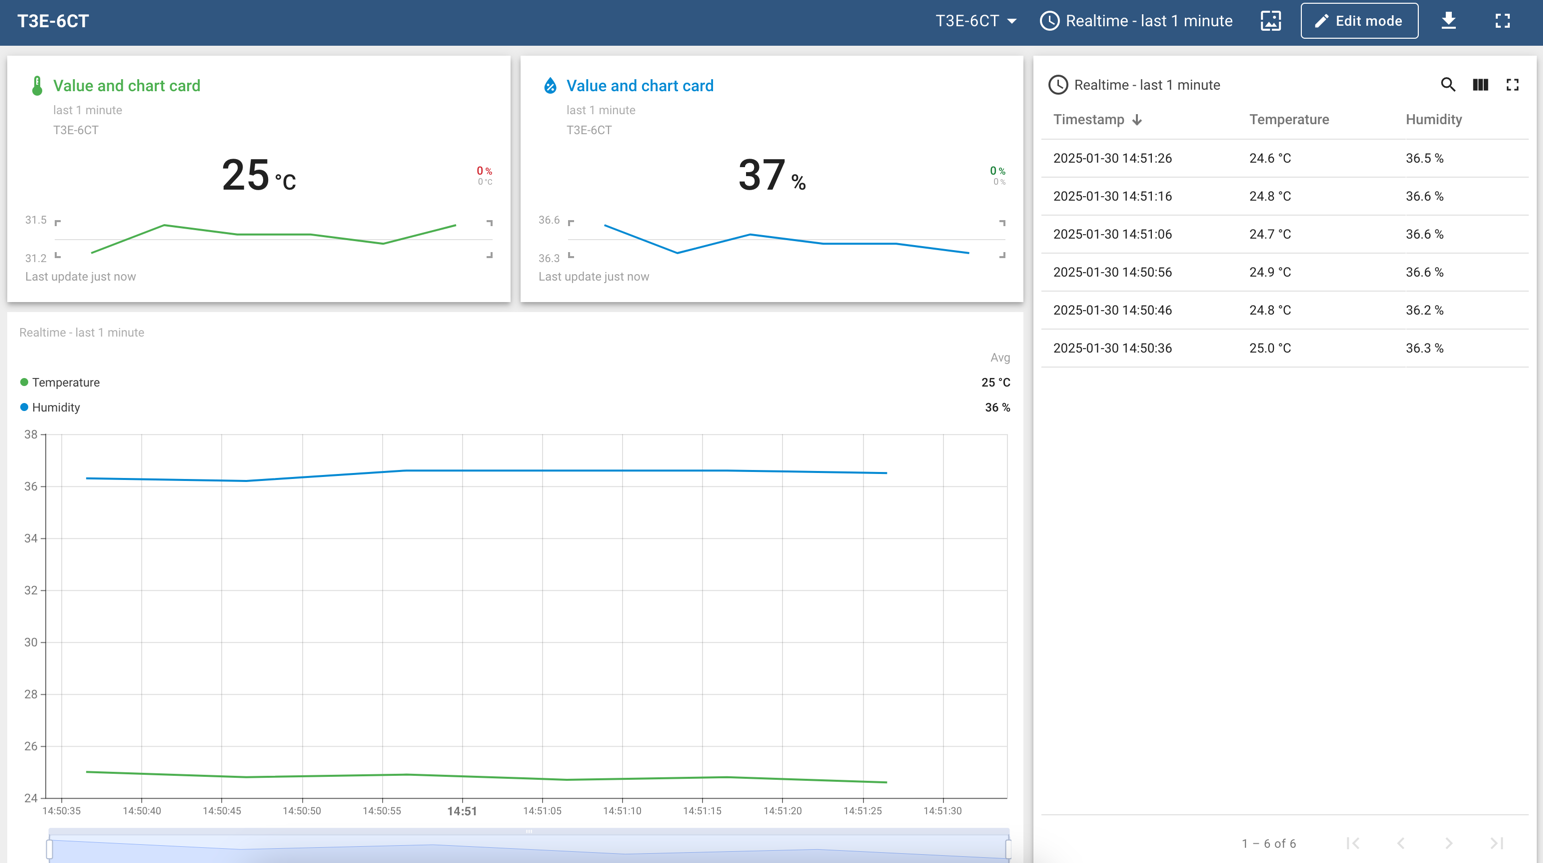 T3E-6CT
T3E-6CT
Realtime - last 1 minute
Edit mode
Value and chart card
last 1 minute
T3E-6CT
25 °C
0 %
0 °C
31.5
31.2
Last update just now
Value and chart card
last 1 minute
T3E-6CT
37 %
0 %
0 %
36.6
36.3
Last update just now
Realtime - last 1 minute
Avg
Temperature 25 °C
Humidity 36 %
38
36
34
32
30
28
26
24
14:50:35 14:50:40 14:50:45 14:50:50 14:50:55 14:51 14:51:05 14:51:10 14:51:15 14:51:20 14:51:25 14:51:30
Realtime - last 1 minute
Timestamp Temperature Humidity
2025-01-30 14:51:26 24.6 °C 36.5 %
2025-01-30 14:51:16 24.8 °C 36.6 %
2025-01-30 14:51:06 24.7 °C 36.6 %
2025-01-30 14:50:56 24.9 °C 36.6 %
2025-01-30 14:50:46 24.8 °C 36.2 %
2025-01-30 14:50:36 25.0 °C 36.3 %
1 – 6 of 6